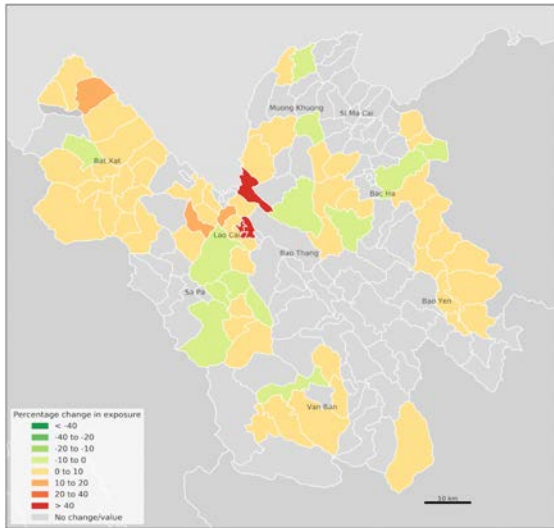 Muong Khuong
Si Ma Cai
Bat Xat
Bac Ha
Lao Cai
Bao Thang
Sa Pa
Bao Yen
Van Ban
Percentage change in exposure
< -40
-40 to -20
-20 to -10
-10 to 0
0 to 10
10 to 20
20 to 40
> 40
No change/value
10 km